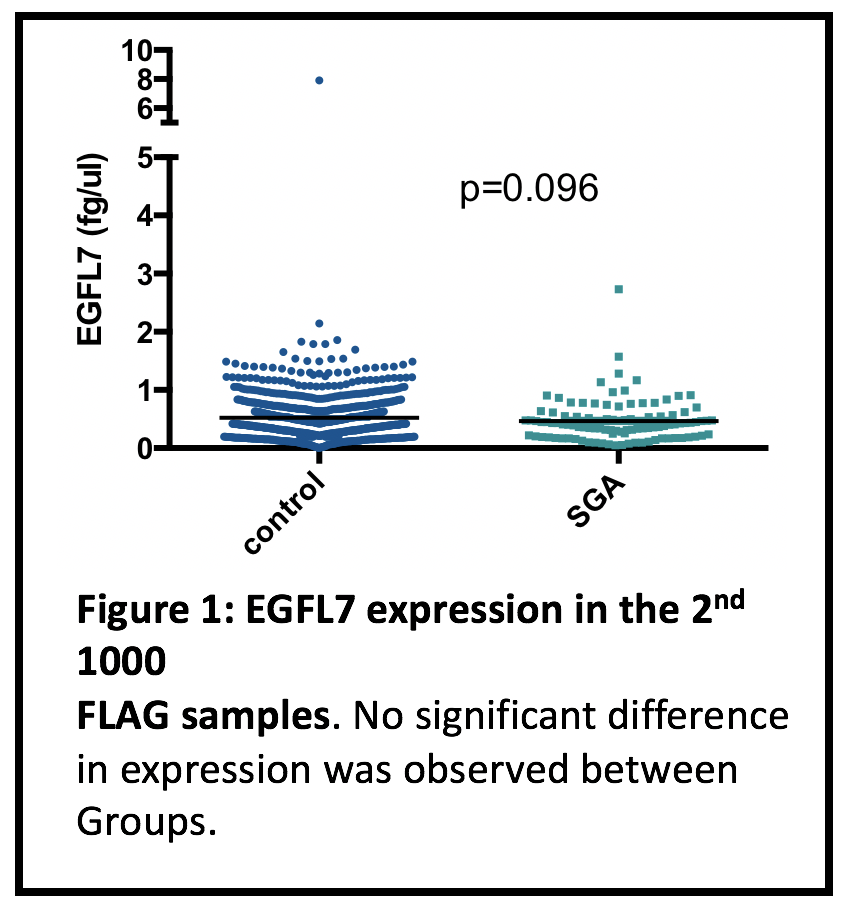 10
8
6
5
4
3
2
1
0
EGFL7 (fg/ul)
p=0.096
control
SGA
Figure 1: EGFL7 expression in the 2nd
1000
FLAG samples. No significant difference
in expression was observed between
Groups.